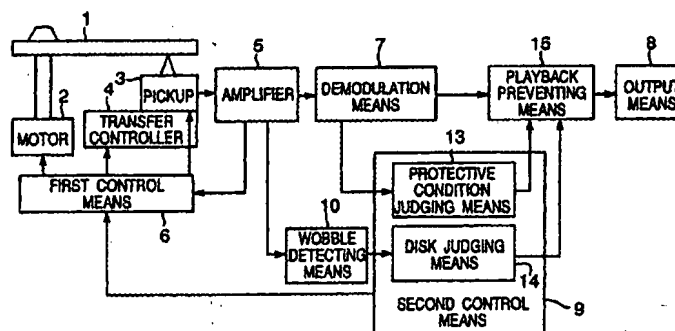 1
5
7
15
8
3
PICKUP
AMPLIFIER
DEMODULATION
MEANS
PLAYBACK
PREVENTING
MEANS
OUTPUT
MEANS
4
2
TRANSFER
CONTROLLER
MOTOR
13
PROTECTIVE
CONDITION
JUDGING MEANS
FIRST CONTROL
MEANS
6
10
WOBBLE
DETECTING
MEANS
DISK JUDGING
MEANS
14
SECOND CONTROL
MEANS
9